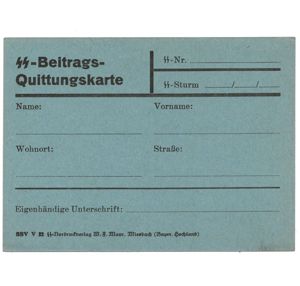 ᛋᛋ-Beitrags-
Quittungskarte
ᛋᛋ-Nr.
ᛋᛋ-Sturm / /
Name: Vorname:
Wohnort: Straße:
Eigenhändige Unterschrift:
SSV V 22 ᛋᛋ-Vordruckverlag W. F. Mayr, Miesbach (Bayer. Hochland)